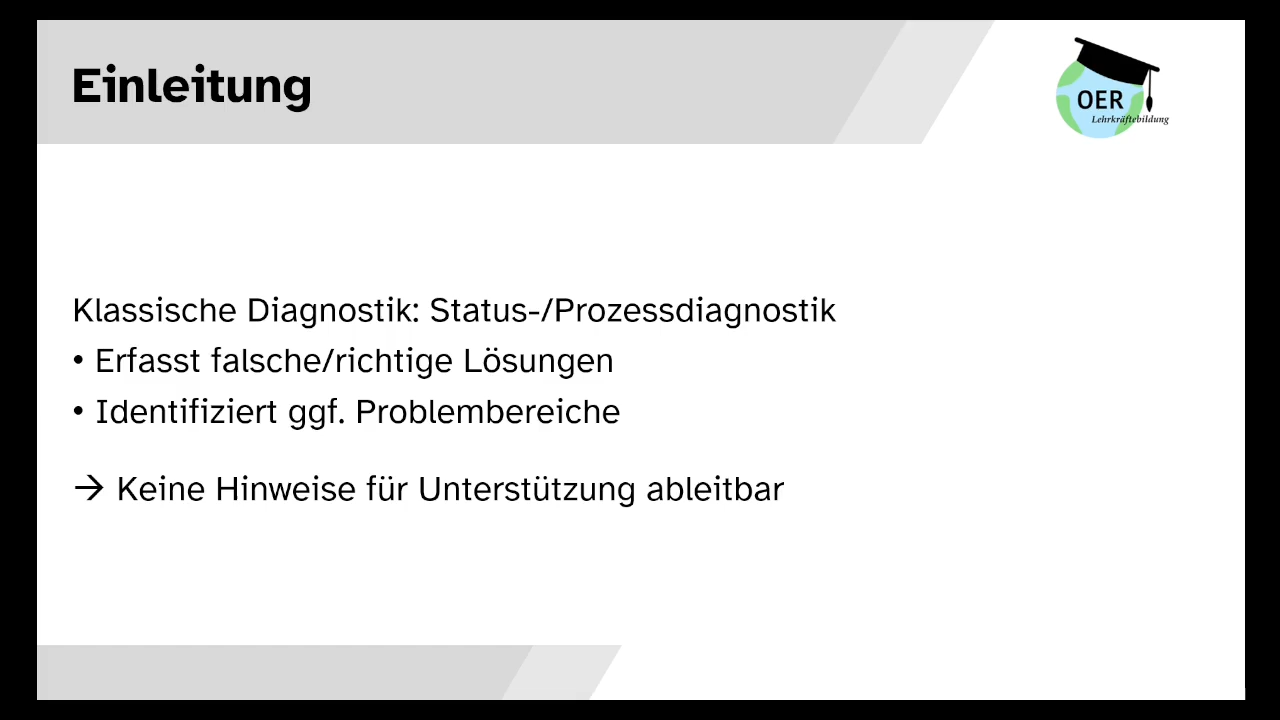 Einleitung
OER
Lehrkräftebildung
Klassische Diagnostik: Status-/Prozessdiagnostik
• Erfasst falsche/richtige Lösungen
• Identifiziert ggf. Problembereiche
→ Keine Hinweise für Unterstützung ableitbar